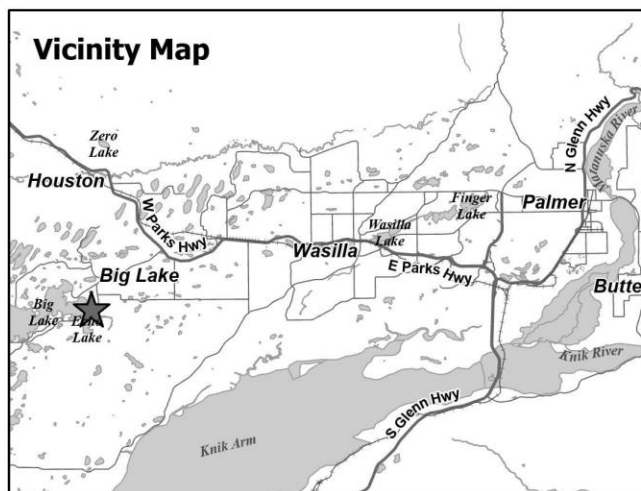 Vicinity Map
Zero
Lake
Houston
W Parks Hwy
Big Lake
Big
Lake
Lake
Wasilla
Wasilla
Lake
Finger
Lake
E Parks Hwy
Palmer
N Glenn Hwy
Matanuska River
Butte
Knik River
S Glenn Hwy
Knik Arm